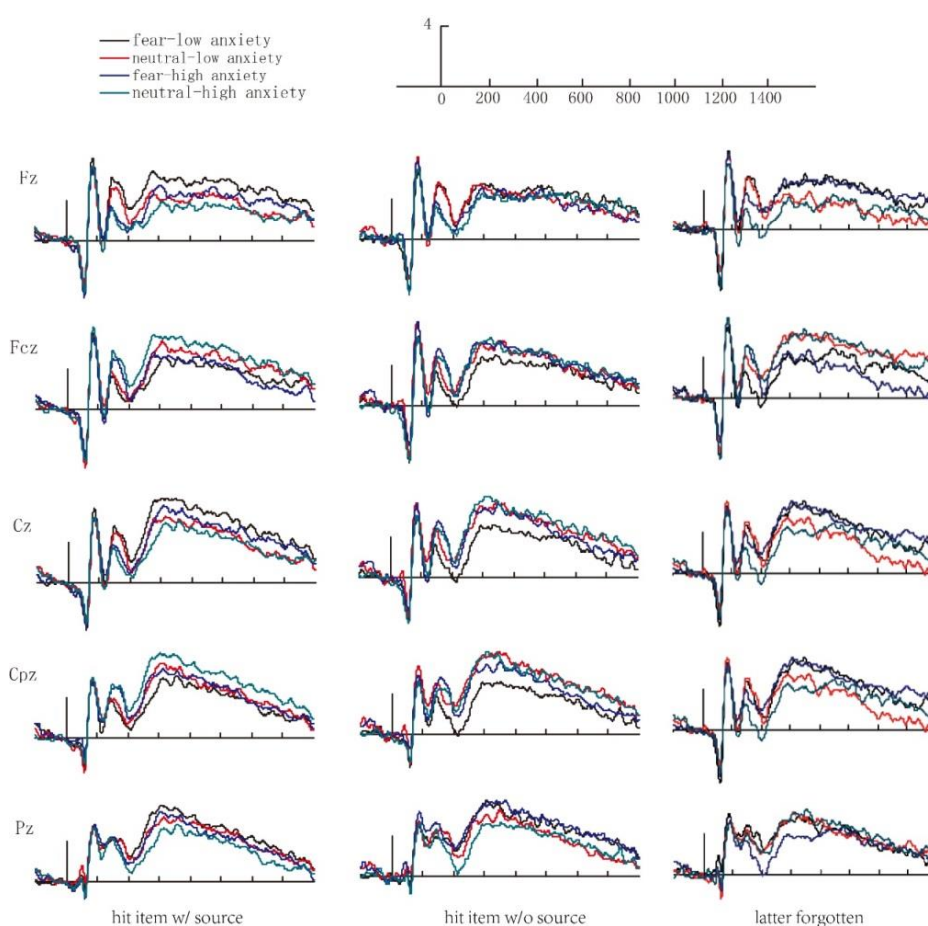 fear-low anxiety
neutral-low anxiety
fear-high anxiety
neutral-high anxiety
4
0 200 400 600 800 1000 1200 1400
Fz
Fcz
Cz
Cpz
Pz
hit item w/ source hit item w/o source latter forgotten